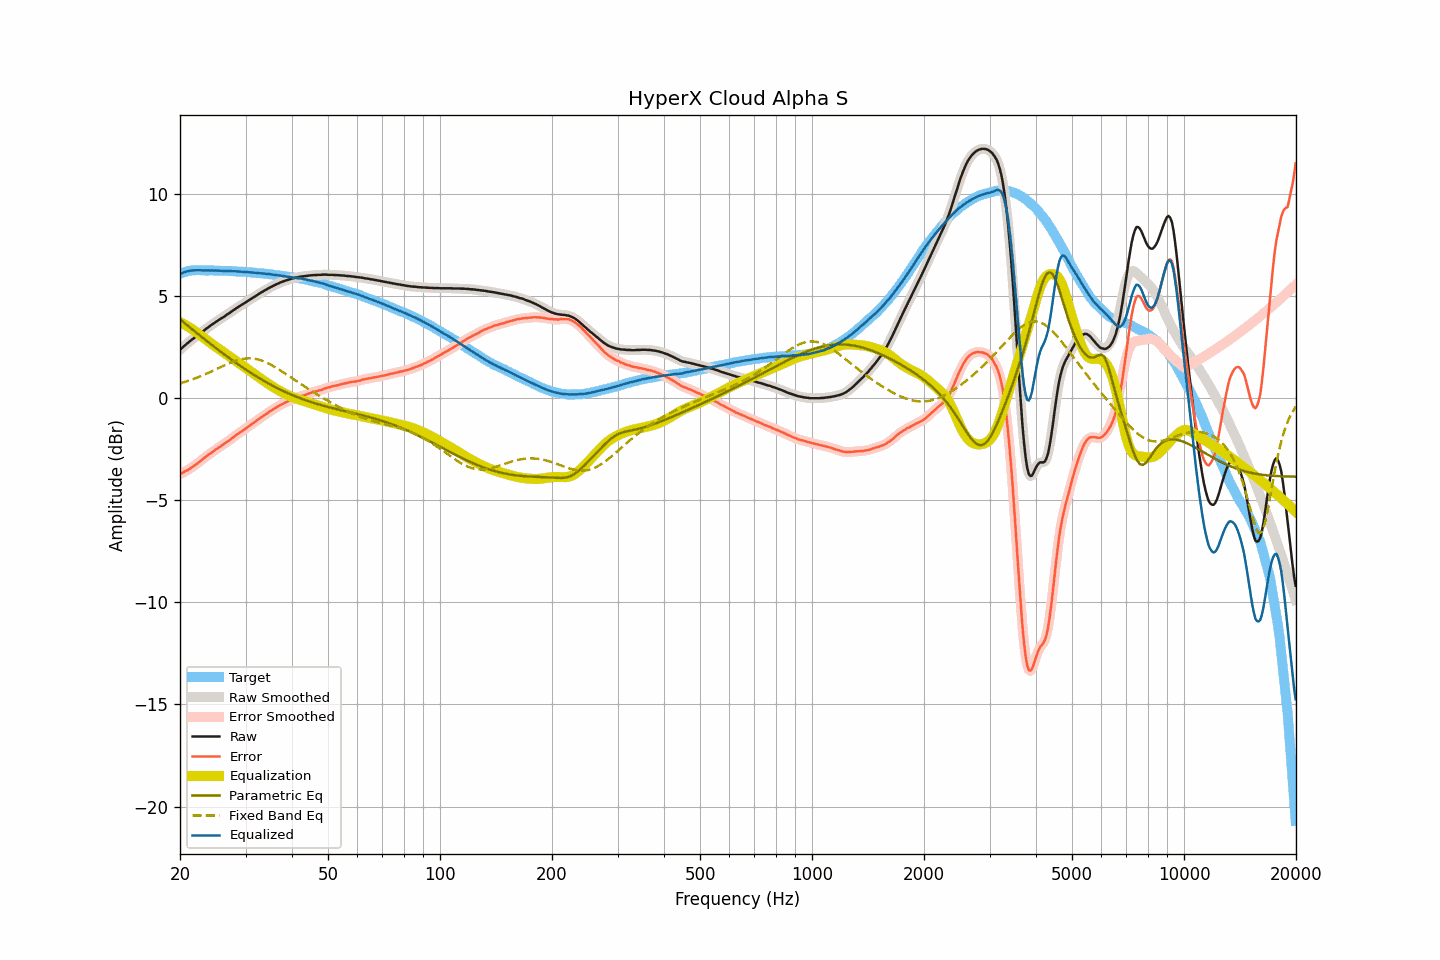 HyperX Cloud Alpha S
Amplitude (dBr)
10
5
0
−5
−10
−15
−20
Target
Raw Smoothed
Error Smoothed
Raw
Error
Equalization
Parametric Eq
Fixed Band Eq
Equalized
20 50 100 200 500 1000 2000 5000 10000 20000
Frequency (Hz)